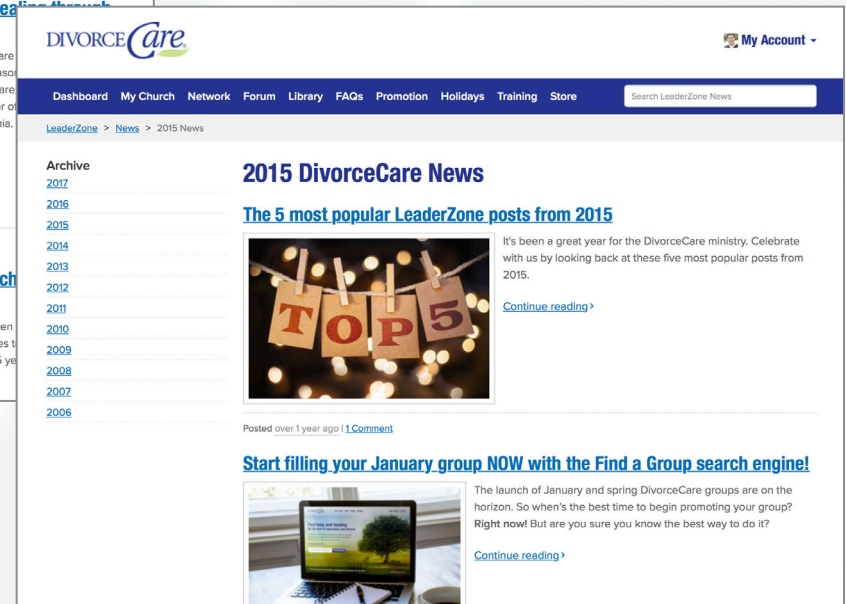 DIVORCE Care
My Account
Dashboard My Church Network Forum Library FAQs Promotion Holidays Training Store
Search LeaderZone News
LeaderZone > News > 2015 News
Archive
2017
2016
2015
2014
2013
2012
2011
2010
2009
2008
2007
2006
2015 DivorceCare News
The 5 most popular LeaderZone posts from 2015
TOP5
It's been a great year for the DivorceCare ministry. Celebrate
with us by looking back at these five most popular posts from
2015.
Continue reading›
Posted over 1 year ago | 1 Comment
Start filling your January group NOW with the Find a Group search engine!
The launch of January and spring DivorceCare groups are on the
horizon. So when's the best time to begin promoting your group?
Right now! But are you sure you know the best way to do it?
Continue reading›